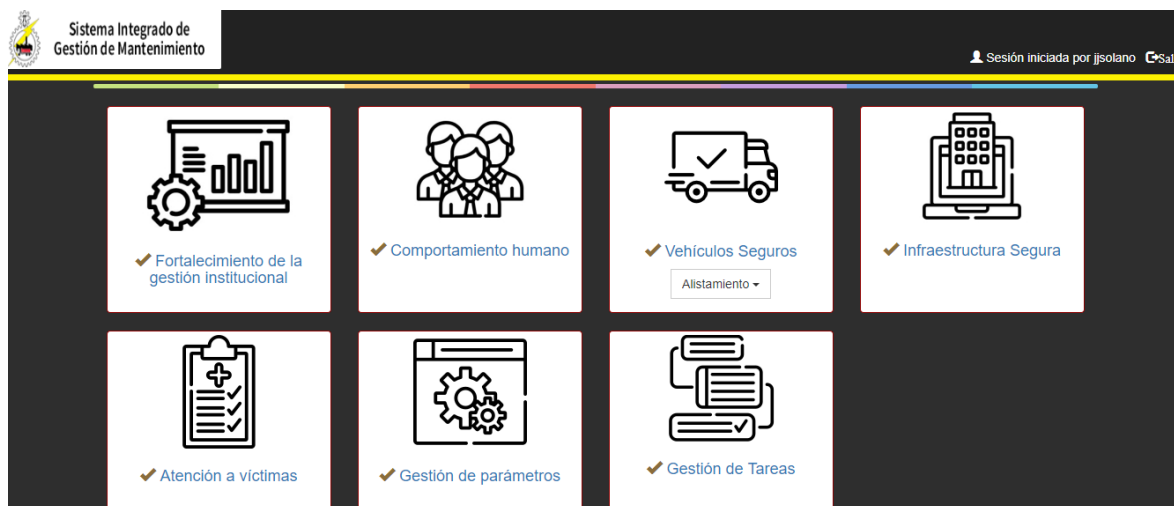 Sistema Integrado de
Gestión de Mantenimiento
Sesión iniciada por jjsolano Sal
Fortalecimiento de la
gestión institucional
Comportamiento humano
Vehículos Seguros
Alistamiento
Infraestructura Segura
Atención a víctimas
Gestión de parámetros
Gestión de Tareas